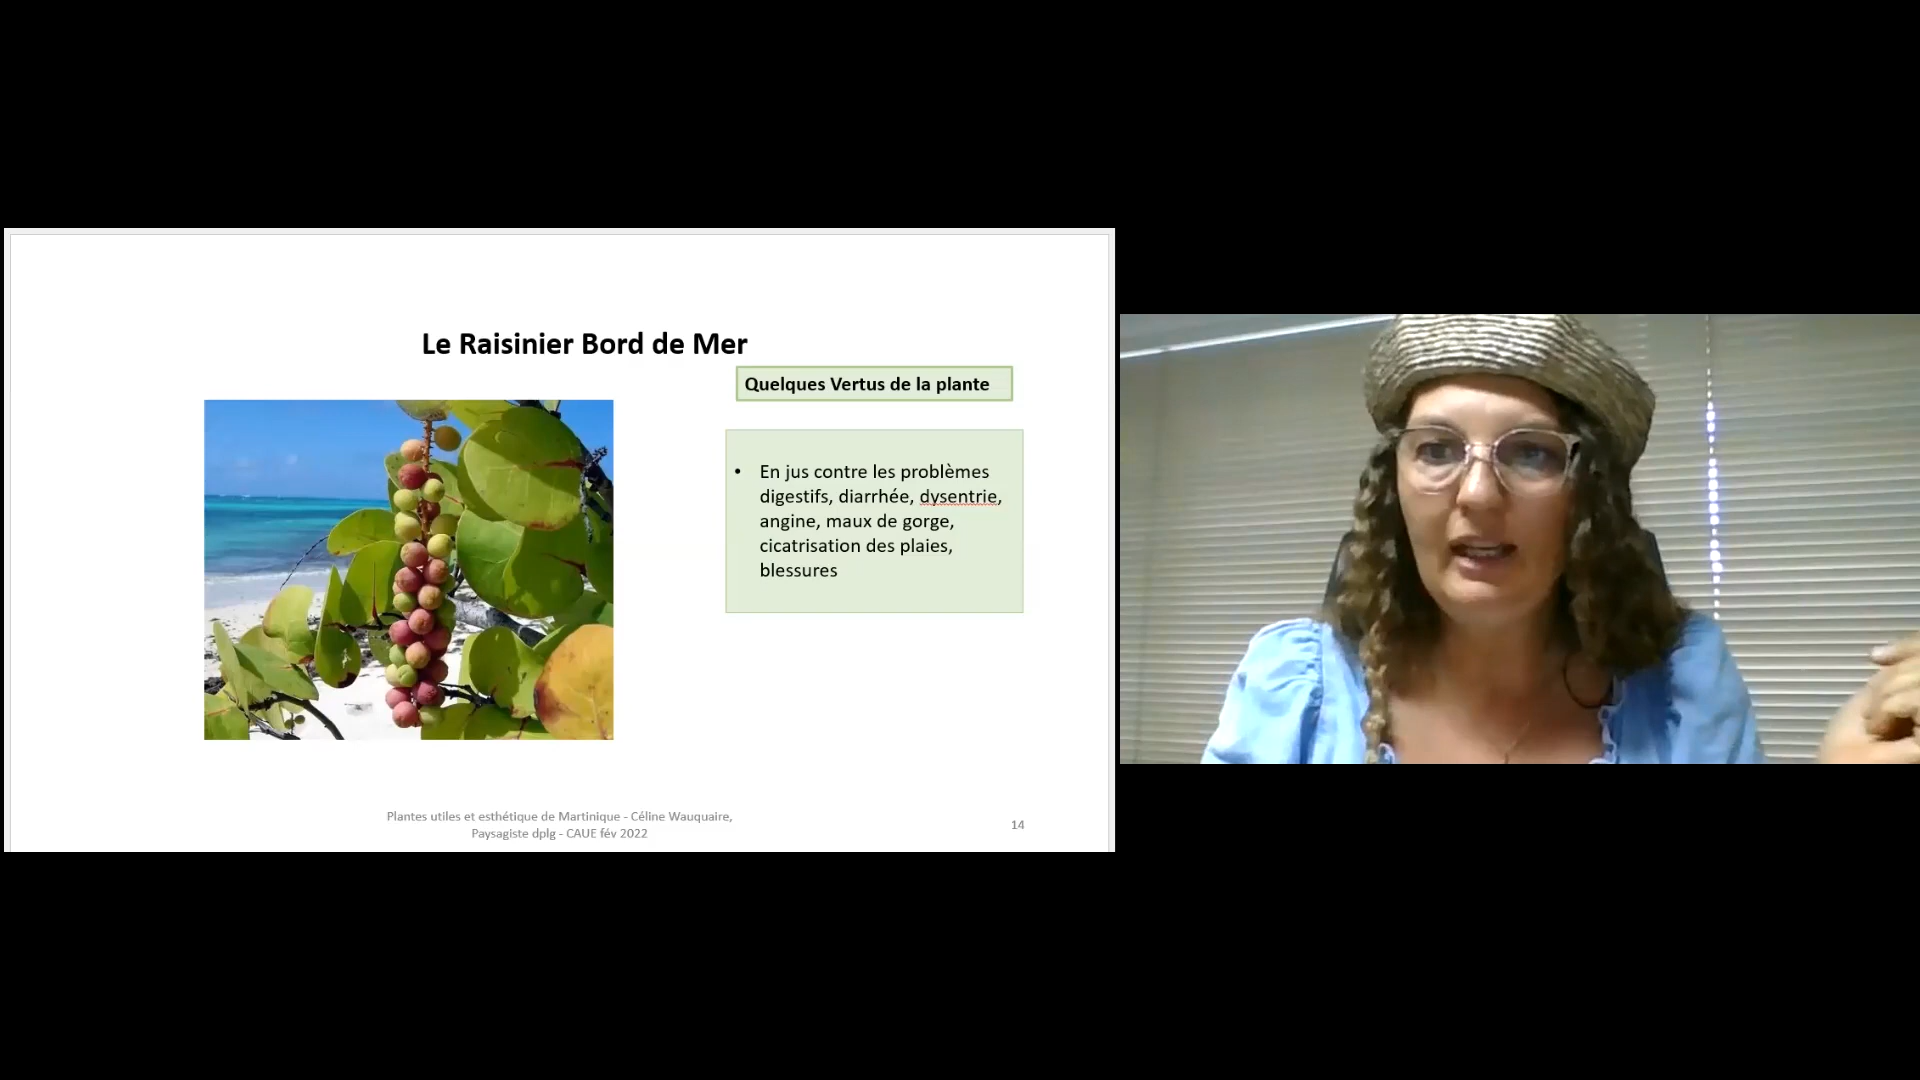 Le Raisinier Bord de Mer
Quelques Vertus de la plante
• En jus contre les problèmes
digestifs, diarrhée, dysentrie,
angine, maux de gorge,
cicatrisation des plaies,
blessures
Plantes utiles et esthétique de Martinique - Céline Wauquaire,
Paysagiste dplg - CAUE fév 2022
14